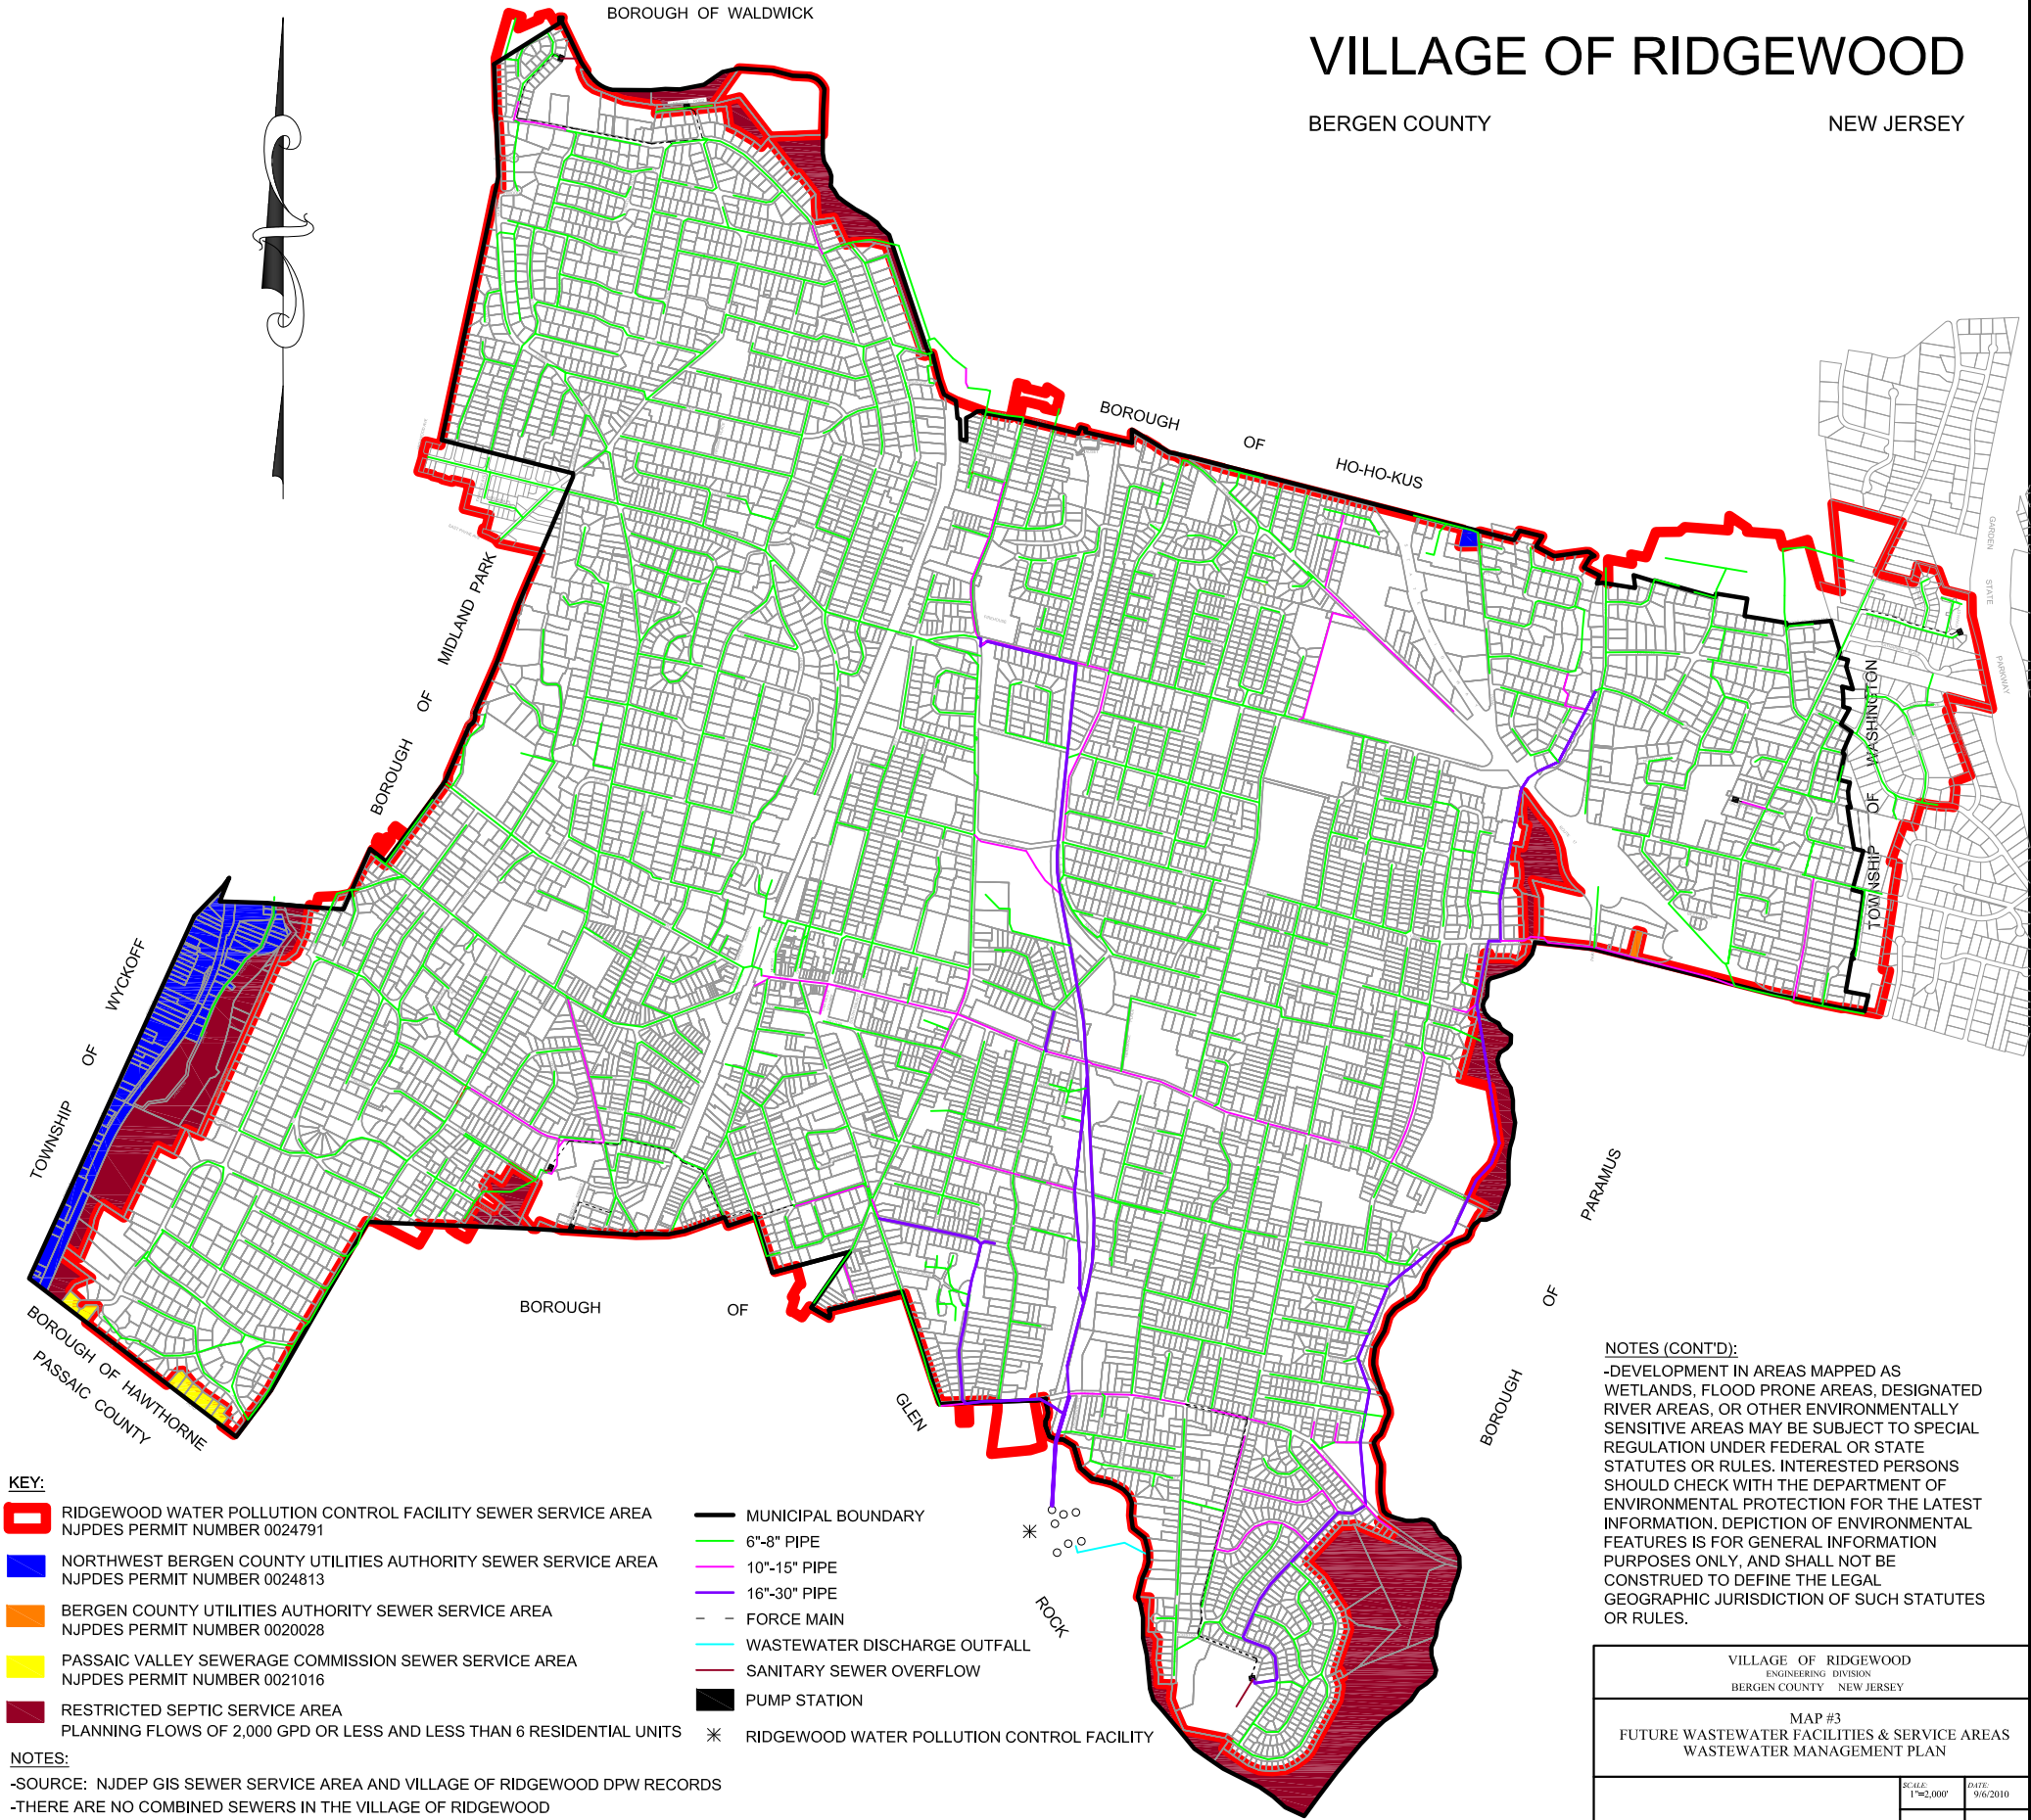 BOROUGH OF WALDWICK
VILLAGE OF RIDGEWOOD
BERGEN COUNTY
NEW JERSEY
BOROUGH OF HO-HO-KUS
GARDEN STATE PARKWAY
BOROUGH OF MIDLAND PARK
TOWNSHIP OF WASHINGTON
TOWNSHIP OF WYCKOFF
BOROUGH OF PARAMUS
BOROUGH OF GLEN ROCK
BOROUGH OF HAWTHORNE
PASSAIC COUNTY
KEY:
RIDGEWOOD WATER POLLUTION CONTROL FACILITY SEWER SERVICE AREA
NJPDES PERMIT NUMBER 0024791
NORTHWEST BERGEN COUNTY UTILITIES AUTHORITY SEWER SERVICE AREA
NJPDES PERMIT NUMBER 0024813
BERGEN COUNTY UTILITIES AUTHORITY SEWER SERVICE AREA
NJPDES PERMIT NUMBER 0020028
PASSAIC VALLEY SEWERAGE COMMISSION SEWER SERVICE AREA
NJPDES PERMIT NUMBER 0021016
RESTRICTED SEPTIC SERVICE AREA
PLANNING FLOWS OF 2,000 GPD OR LESS AND LESS THAN 6 RESIDENTIAL UNITS
MUNICIPAL BOUNDARY
6"-8" PIPE
10"-15" PIPE
16"-30" PIPE
FORCE MAIN
WASTEWATER DISCHARGE OUTFALL
SANITARY SEWER OVERFLOW
PUMP STATION
RIDGEWOOD WATER POLLUTION CONTROL FACILITY
NOTES:
-SOURCE: NJDEP GIS SEWER SERVICE AREA AND VILLAGE OF RIDGEWOOD DPW RECORDS
-THERE ARE NO COMBINED SEWERS IN THE VILLAGE OF RIDGEWOOD
NOTES (CONT'D):
-DEVELOPMENT IN AREAS MAPPED AS
WETLANDS, FLOOD PRONE AREAS, DESIGNATED
RIVER AREAS, OR OTHER ENVIRONMENTALLY
SENSITIVE AREAS MAY BE SUBJECT TO SPECIAL
REGULATION UNDER FEDERAL OR STATE
STATUTES OR RULES. INTERESTED PERSONS
SHOULD CHECK WITH THE DEPARTMENT OF
ENVIRONMENTAL PROTECTION FOR THE LATEST
INFORMATION. DEPICTION OF ENVIRONMENTAL
FEATURES IS FOR GENERAL INFORMATION
PURPOSES ONLY, AND SHALL NOT BE
CONSTRUED TO DEFINE THE LEGAL
GEOGRAPHIC JURISDICTION OF SUCH STATUTES
OR RULES.
VILLAGE OF RIDGEWOOD
ENGINEERING DIVISION
BERGEN COUNTY NEW JERSEY
MAP #3
FUTURE WASTEWATER FACILITIES & SERVICE AREAS
WASTEWATER MANAGEMENT PLAN
SCALE:
1"=2,000'
DATE:
9/6/2010